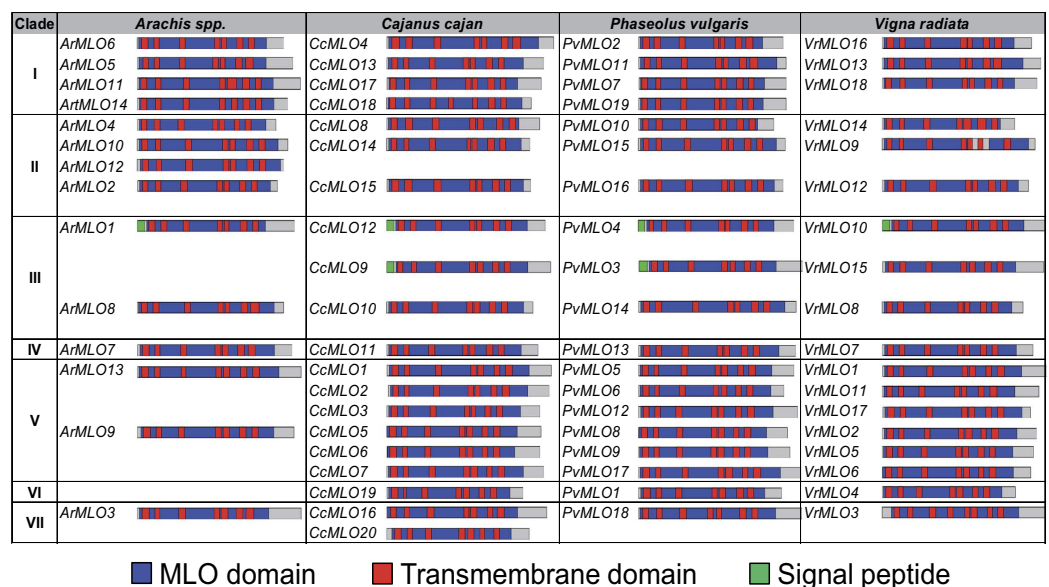 Clade Arachis spp. Cajanus cajan Phaseolus vulgaris Vigna radiata
ArMLO6 CcMLO4 PvMLO2 VrMLO16
ArMLO5 CcMLO13 PvMLO11 VrMLO13
I
ArMLO11 CcMLO17 PvMLO7 VrMLO18
ArtMLO14 CcMLO18 PvMLO19
ArMLO4 CcMLO8 PvMLO10 VrMLO14
ArMLO10 CcMLO14 PvMLO15 VrMLO9
II
ArMLO12
ArMLO2 CcMLO15 PvMLO16 VrMLO12
ArMLO1 CcMLO12 PvMLO4 VrMLO10
CcMLO9 PvMLO3 VrMLO15
III
ArMLO8 CcMLO10 PvMLO14 VrMLO8
IV ArMLO7 CcMLO11 PvMLO13 VrMLO7
ArMLO13 CcMLO1 PvMLO5 VrMLO1
CcMLO2 PvMLO6 VrMLO11
CcMLO3 PvMLO12 VrMLO17
V
ArMLO9 CcMLO5 PvMLO8 VrMLO2
CcMLO6 PvMLO9 VrMLO5
CcMLO7 PvMLO17 VrMLO6
VI CcMLO19 PvMLO1 VrMLO4
ArMLO3 CcMLO16 PvMLO18 VrMLO3
VII
CcMLO20
MLO domain Transmembrane domain Signal peptide